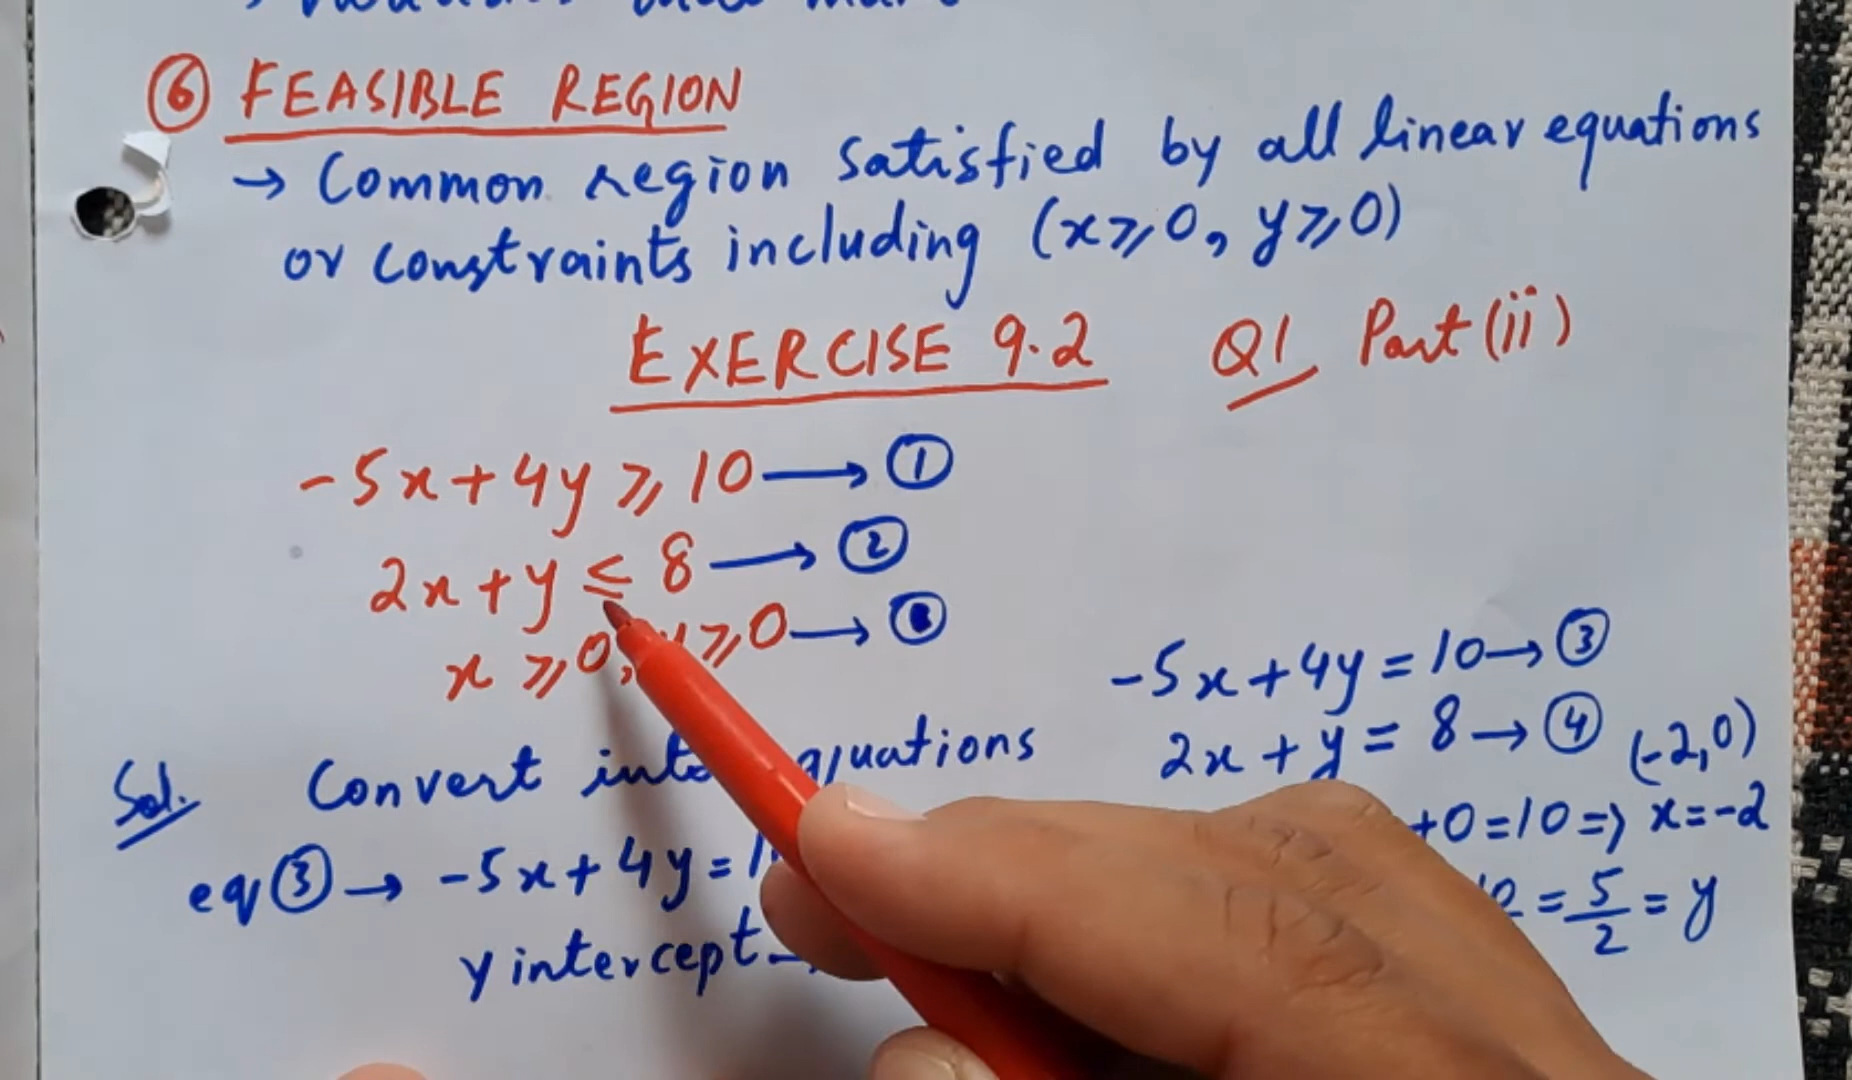 ⑥ FEASIBLE REGION
→ Common region satisfied by all linear equations
or constraints including (x≥0, y≥0)
EXERCISE 9.2 Q1 Part (ii)
-5x+4y≥10 → ①
2x+y≤8 → ②
x≥0, y≥0 →
-5x+4y=10 → ③
2x+y=8 → ④
Sol. Convert into equations
(-2,0)
eq ③ → -5x+4y=
+0=10 => x=-2
y intercept
=5/2=y